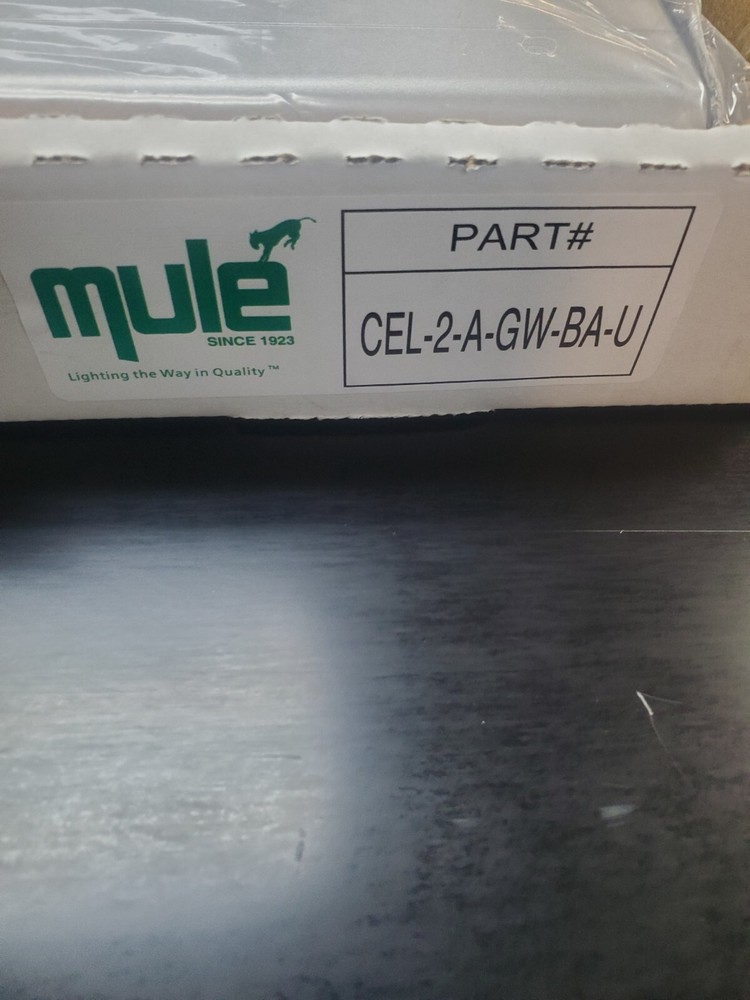 mule
SINCE 1923
Lighting the Way in Quality™
PART#
CEL-2-A-GW-BA-U